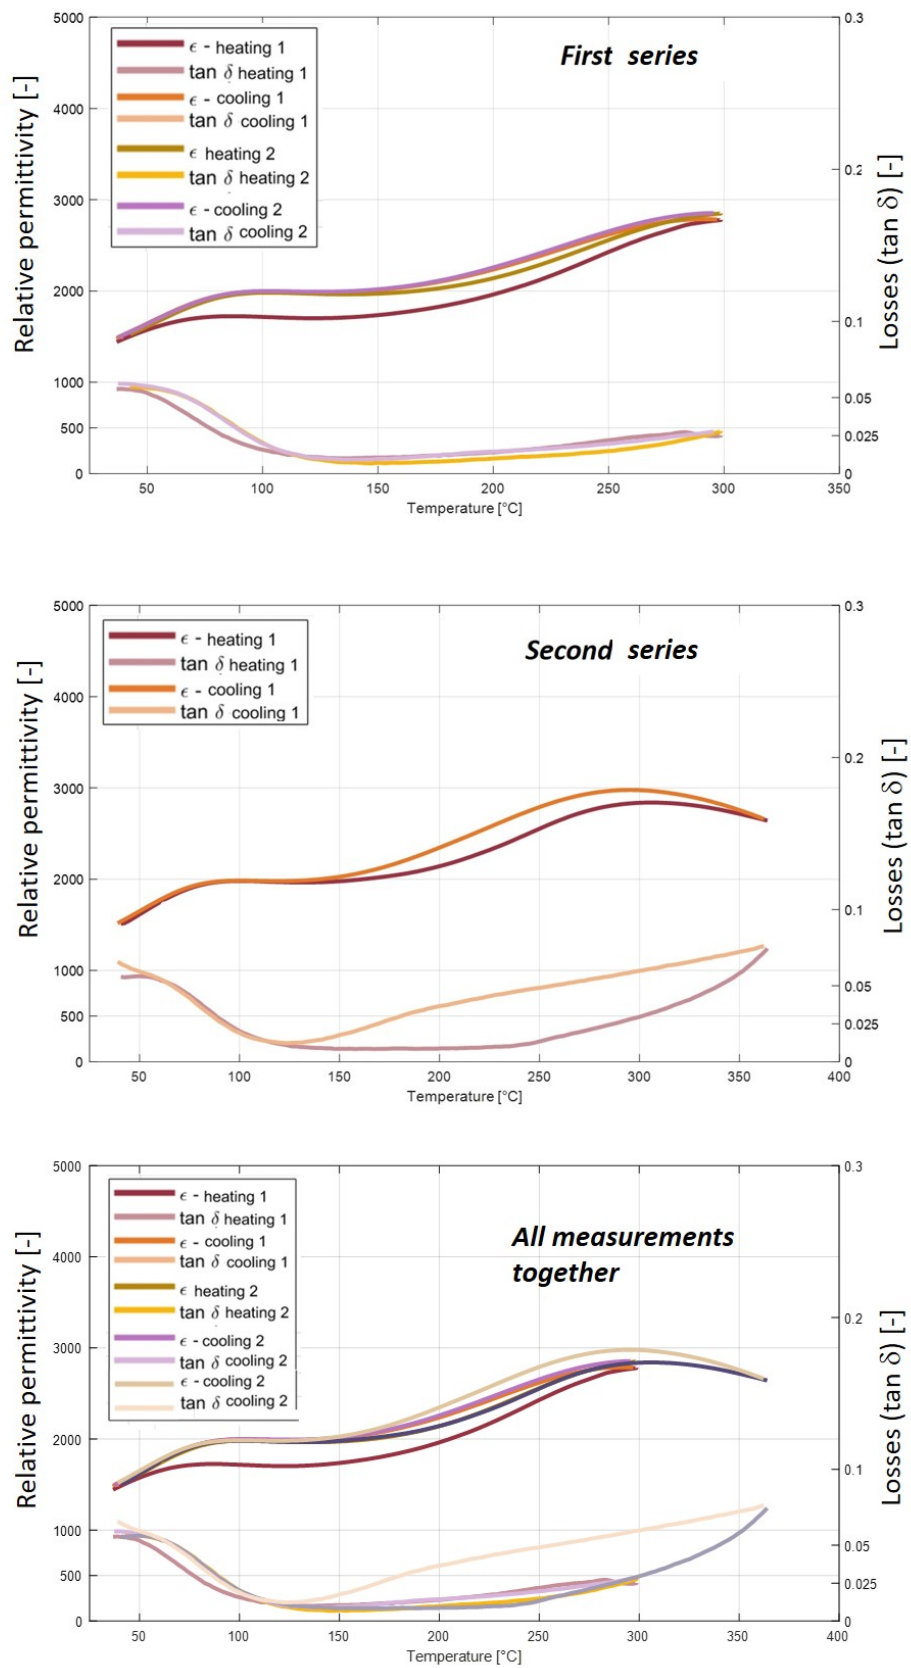 First series
ϵ - heating 1
tan δ heating 1
ϵ - cooling 1
tan δ cooling 1
ϵ heating 2
tan δ heating 2
ϵ - cooling 2
tan δ cooling 2
Relative permittivity [-]
5000
4000
3000
2000
1000
500
0
Losses (tan δ) [-]
0.3
0.2
0.1
0.05
0.025
0
50 100 150 200 250 300 350
Temperature [°C]
Second series
ϵ - heating 1
tan δ heating 1
ϵ - cooling 1
tan δ cooling 1
Relative permittivity [-]
5000
4000
3000
2000
1000
500
0
Losses (tan δ) [-]
0.3
0.2
0.1
0.05
0.025
0
50 100 150 200 250 300 350 400
Temperature [°C]
All measurements
together
ϵ - heating 1
tan δ heating 1
ϵ - cooling 1
tan δ cooling 1
ϵ heating 2
tan δ heating 2
ϵ - cooling 2
tan δ cooling 2
ϵ - cooling 2
tan δ cooling 2
Relative permittivity [-]
5000
4000
3000
2000
1000
500
0
Losses (tan δ) [-]
0.3
0.2
0.1
0.05
0.025
0
50 100 150 200 250 300 350 400
Temperature [°C]